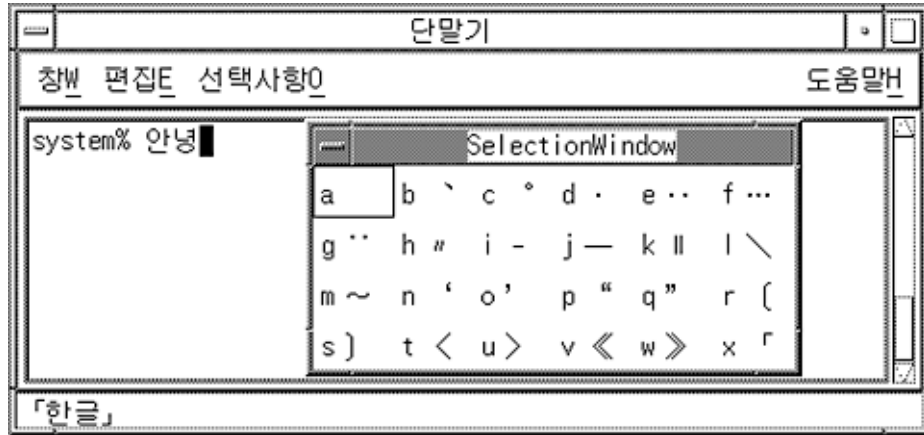 단말기
창W 편집E 선택사항O 도움말H
system% 안녕
SelectionWindow
a b ` c ° d · e ‥ f …
g ¨ h 〃 i - j ― k ∥ l \
m ~ n ‘ o ’ p “ q ” r 〔
s 〕 t 〈 u 〉 v 《 w 》 x 「
「한글」